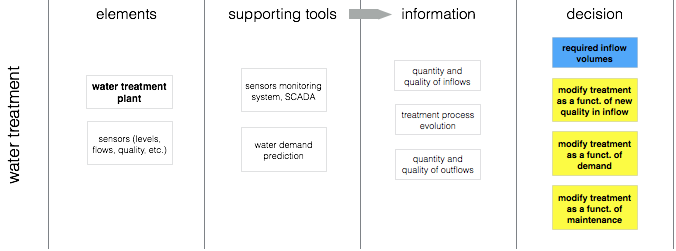 elements
supporting tools
information
decision
water treatment
water treatment
plant
sensors (levels,
flows, quality, etc.)
sensors monitoring
system, SCADA
water demand
prediction
quantity and
quality of inflows
treatment process
evolution
quantity and
quality of outflows
required inflow
volumes
modify treatment
as a funct. of new
quality in inflow
modify treatment
as a funct. of
demand
modify treatment
as a funct. of
maintenance